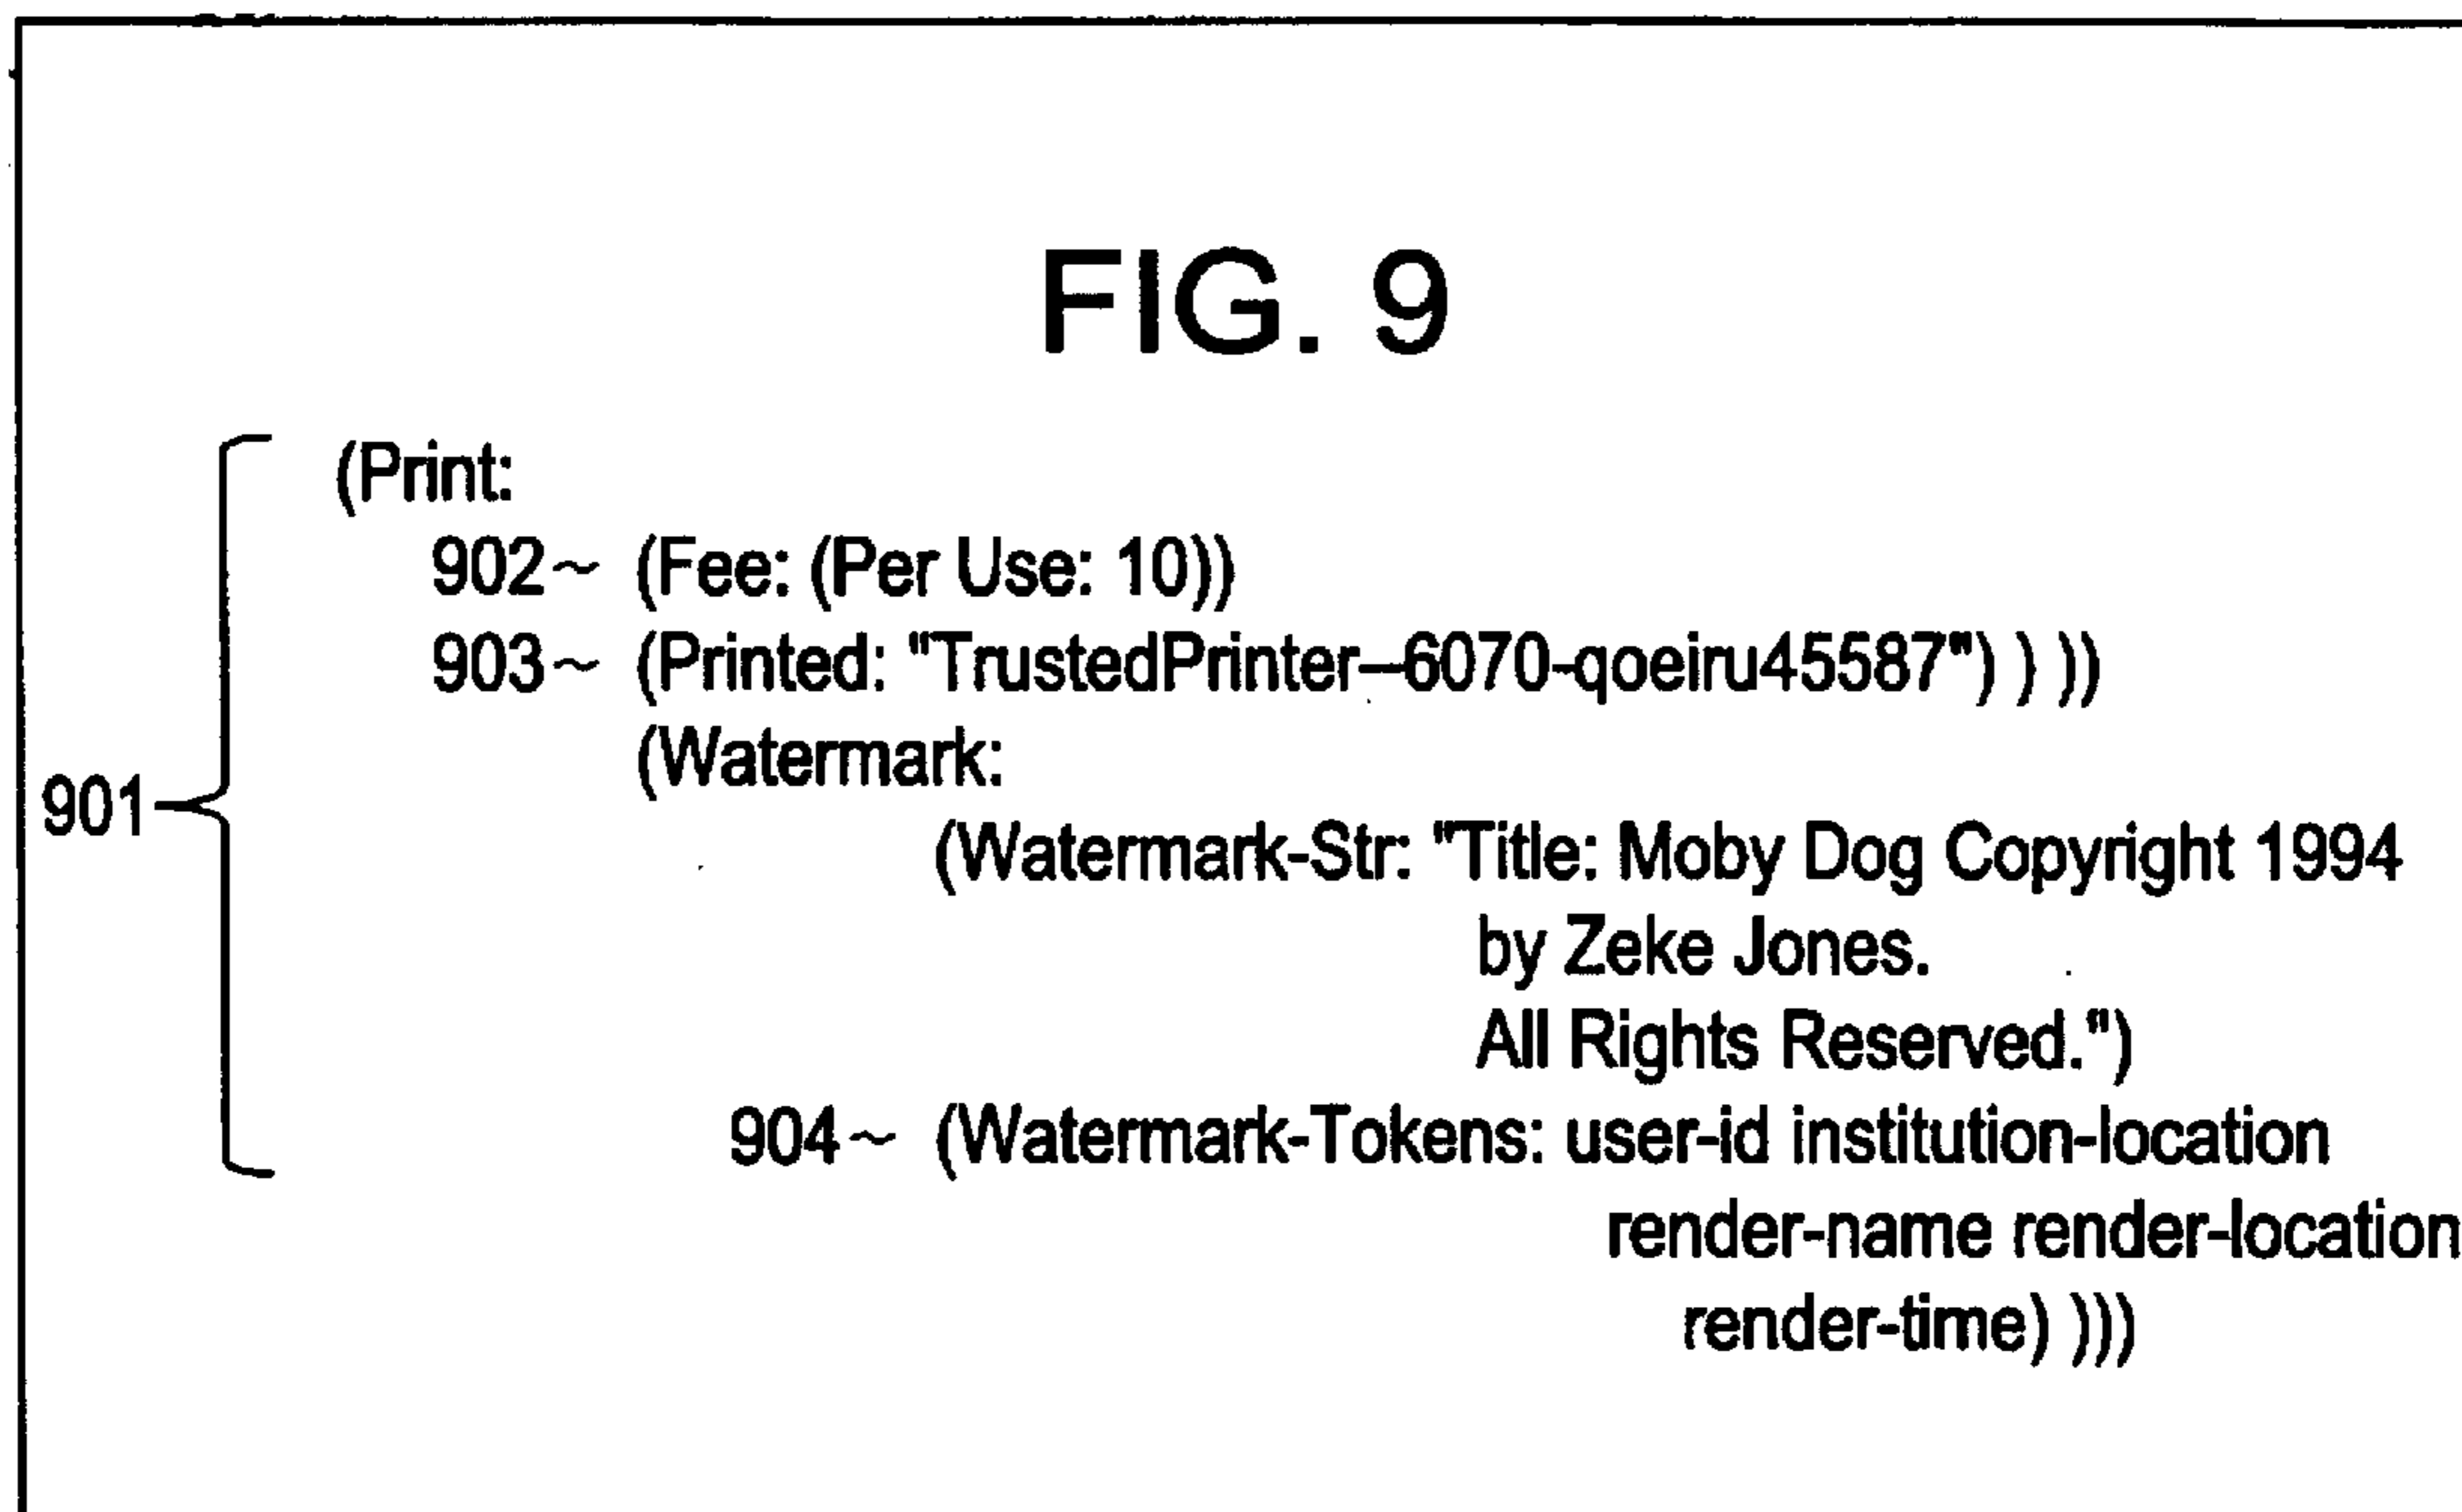 FIG. 9
(Print:
902~ (Fee: (Per Use: 10))
903~ (Printed: "TrustedPrinter–6070-qoeiru45587") ) ))
(Watermark:
901
(Watermark-Str: "Title: Moby Dog Copyright 1994
by Zeke Jones.
All Rights Reserved.")
904~ (Watermark-Tokens: user-id institution-location
render-name render-location
render-time) )))